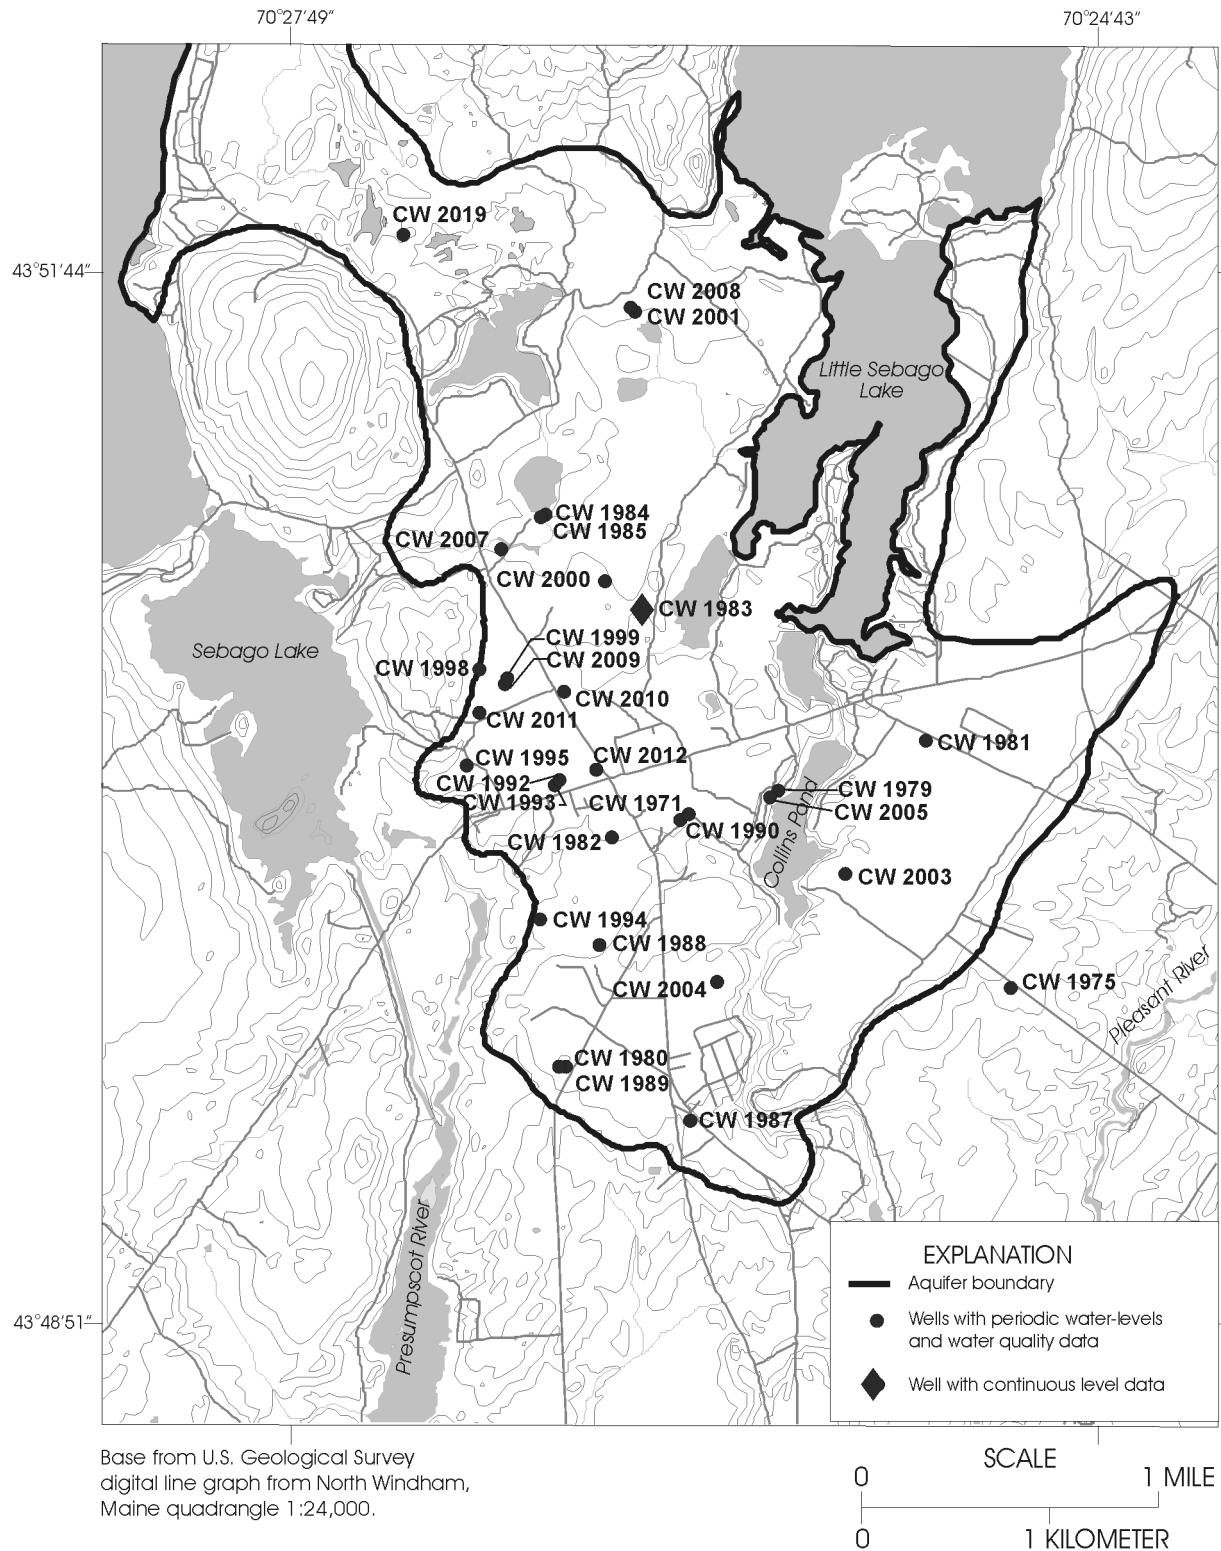 70°27'49"
70°24'43"
CW 2019
43°51'44"
CW 2008
CW 2001
Little Sebago
Lake
CW 1984
CW 1985
CW 2007
CW 2000
CW 1983
CW 1999
Sebago Lake
CW 2009
CW 1998
CW 2010
CW 2011
CW 1981
CW 2012
CW 1995
CW 1992
CW 1979
CW 1993
CW 1971
CW 2005
CW 1990
Collins Pond
CW 1982
CW 2003
CW 1994
CW 1988
CW 1975
CW 2004
Pleasant River
CW 1980
CW 1989
CW 1987
EXPLANATION
Aquifer boundary
Wells with periodic water-levels
and water quality data
Well with continuous level data
43°48'51"
Presumpscot River
Base from U.S. Geological Survey
digital line graph from North Windham,
Maine quadrangle 1:24,000.
SCALE
0 1 MILE
0 1 KILOMETER